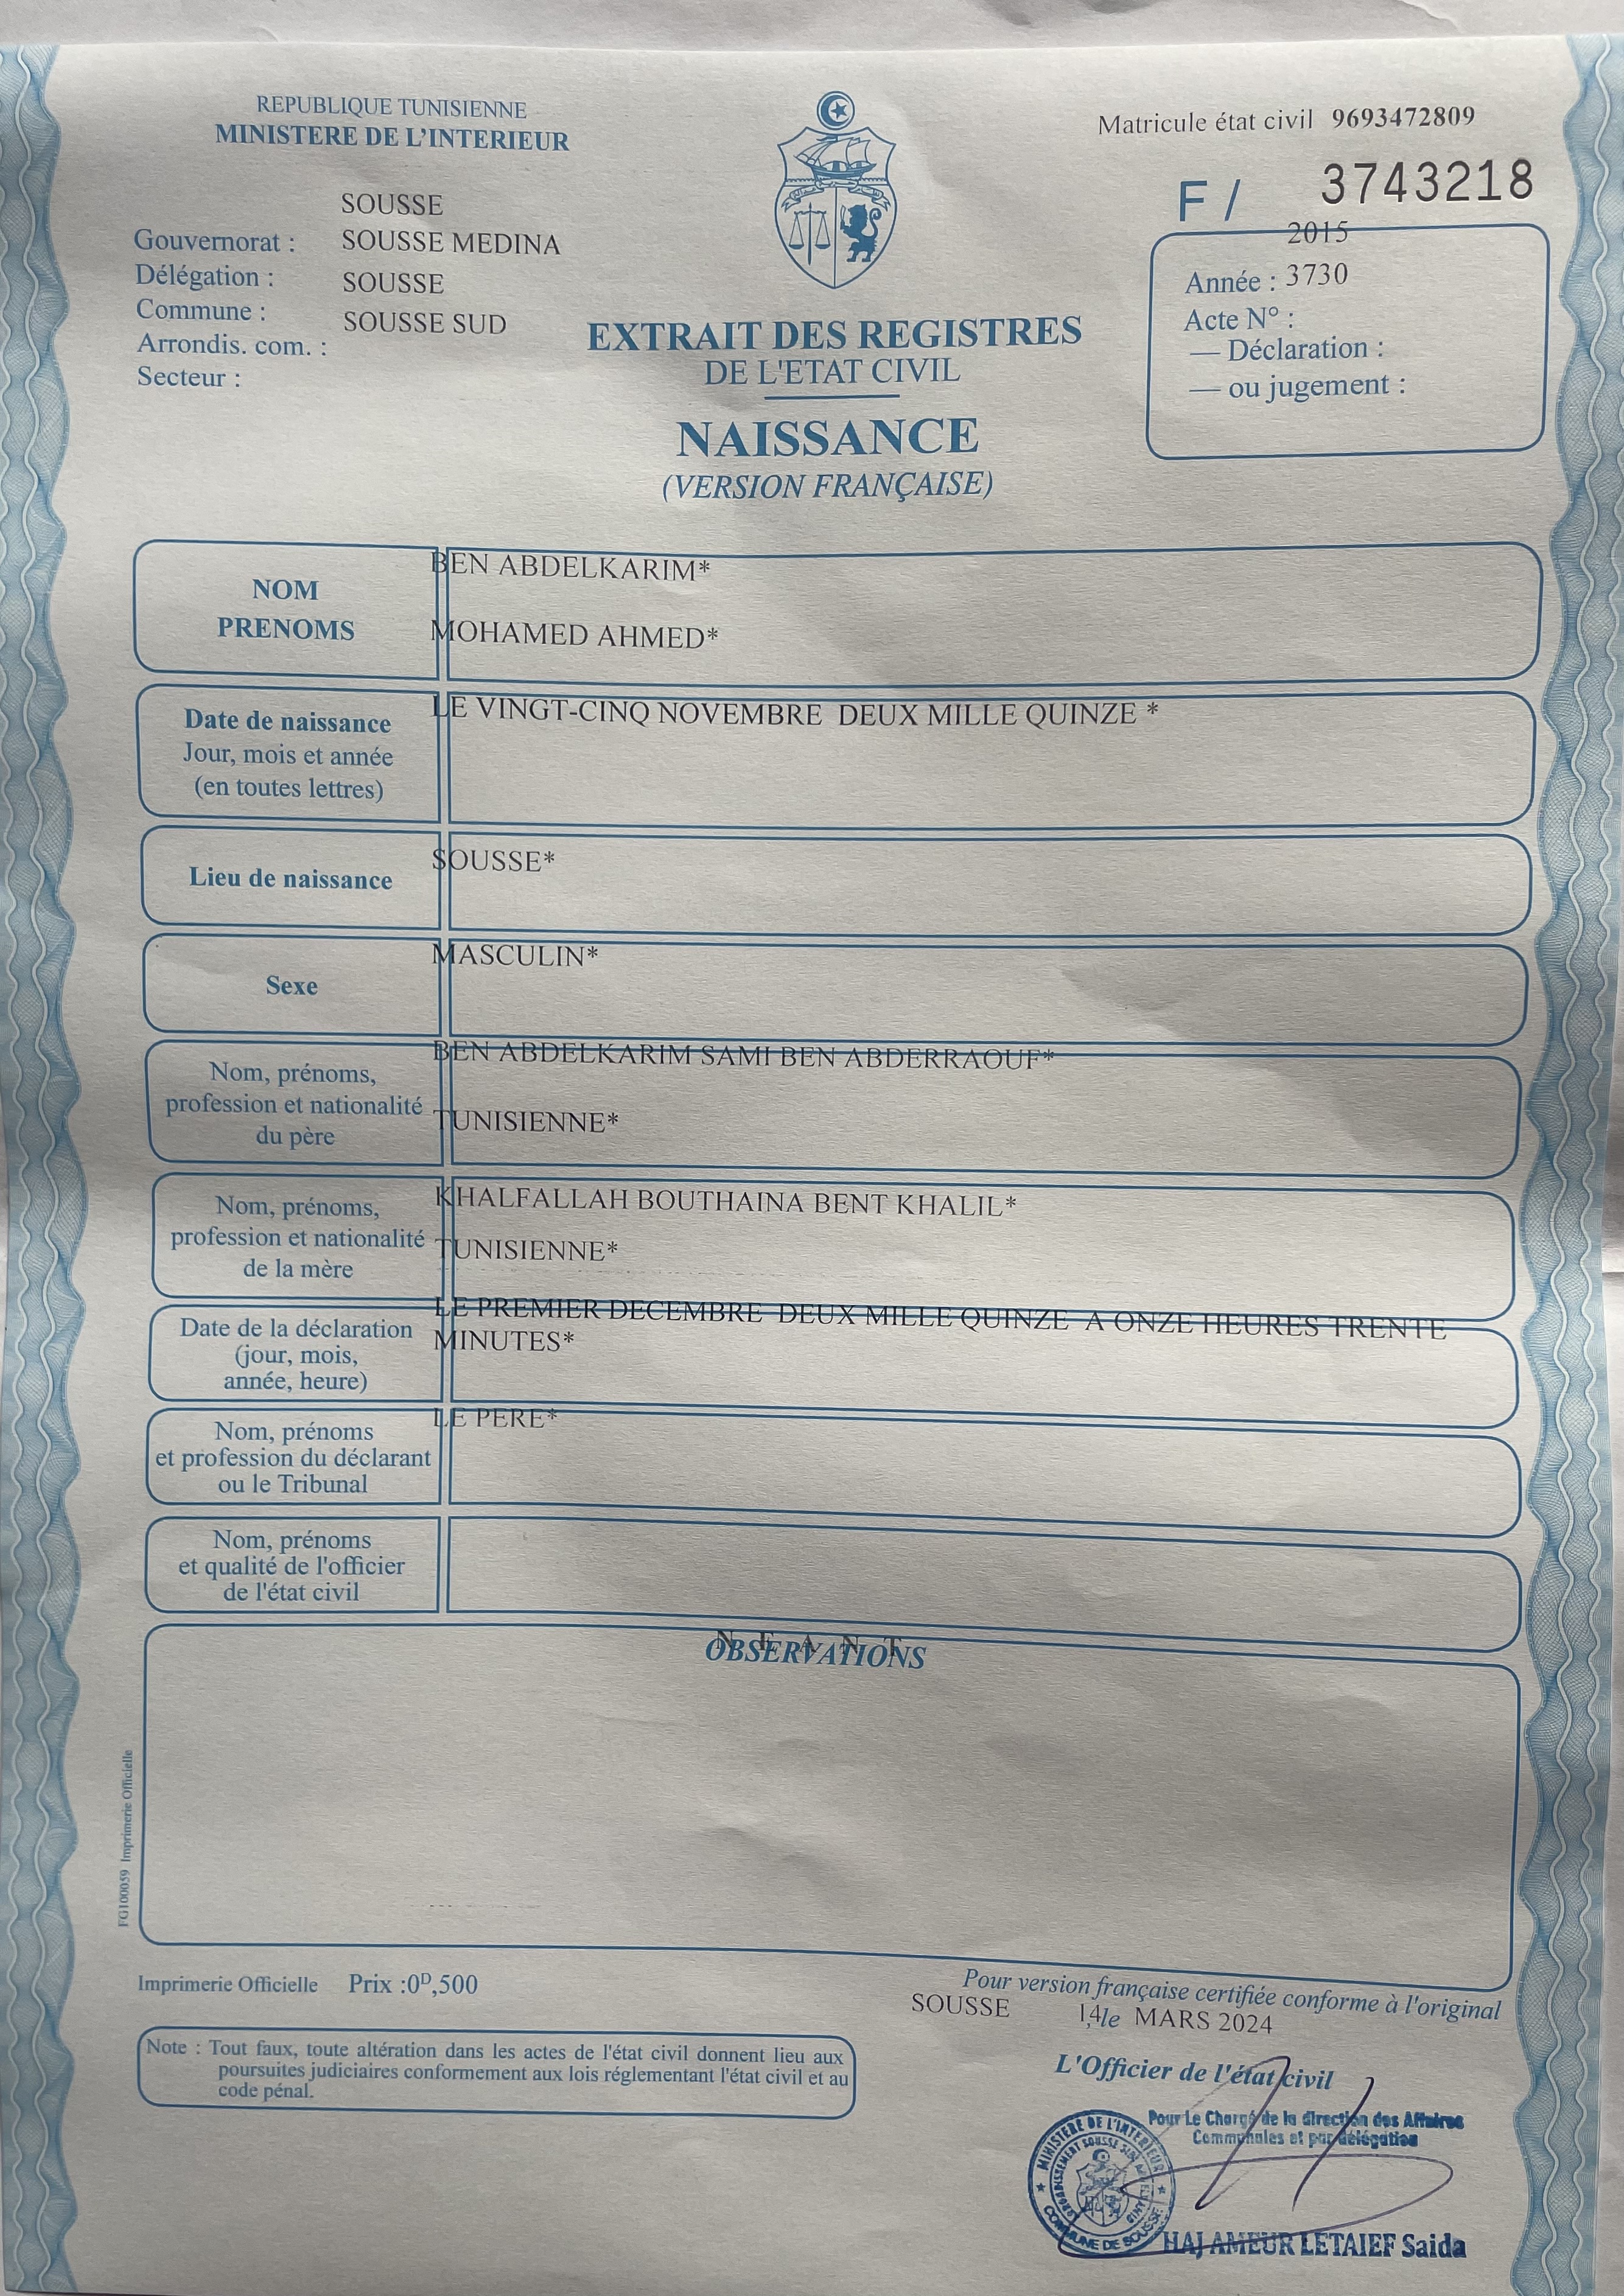 REPUBLIQUE TUNISIENNE
MINISTERE DE L'INTERIEUR
Matricule état civil 9693472809
F / 3743218
SOUSSE
Gouvernorat : SOUSSE MEDINA
Délégation : SOUSSE
Commune : SOUSSE SUD
Arrondis. com. :
Secteur :
2015
Année : 3730
Acte N° :
— Déclaration :
— ou jugement :
EXTRAIT DES REGISTRES
DE L'ETAT CIVIL
NAISSANCE
(VERSION FRANÇAISE)
NOM
PRENOMS
BEN ABDELKARIM*
MOHAMED AHMED*
Date de naissance
Jour, mois et année
(en toutes lettres)
LE VINGT-CINQ NOVEMBRE DEUX MILLE QUINZE *
Lieu de naissance
SOUSSE*
Sexe
MASCULIN*
Nom, prénoms,
profession et nationalité
du père
BEN ABDELKARIM SAMI BEN ABDERRAOUF*
TUNISIENNE*
Nom, prénoms,
profession et nationalité
de la mère
KHALFALLAH BOUTHAINA BENT KHALIL*
TUNISIENNE*
Date de la déclaration
(jour, mois,
année, heure)
LE PREMIER DECEMBRE DEUX MILLE QUINZE A ONZE HEURES TRENTE
MINUTES*
Nom, prénoms
et profession du déclarant
ou le Tribunal
LE PERE*
Nom, prénoms
et qualité de l'officier
de l'état civil
OBSERVATIONS
N E A N T
FG100059 Imprimerie Officielle
Imprimerie Officielle Prix :0D,500
Pour version française certifiée conforme à l'original
SOUSSE 14,le MARS 2024
Note : Tout faux, toute altération dans les actes de l'état civil donnent lieu aux
poursuites judiciaires conformement aux lois réglementant l'état civil et au
code pénal.
L'Officier de l'état civil
Pour Le Chargé de la direction des Affaires
Communales et par délégation
MINISTERE DE L'INTERIEUR
COMMUNE DE SOUSSE
HAJ AMEUR LETAIEF Saida